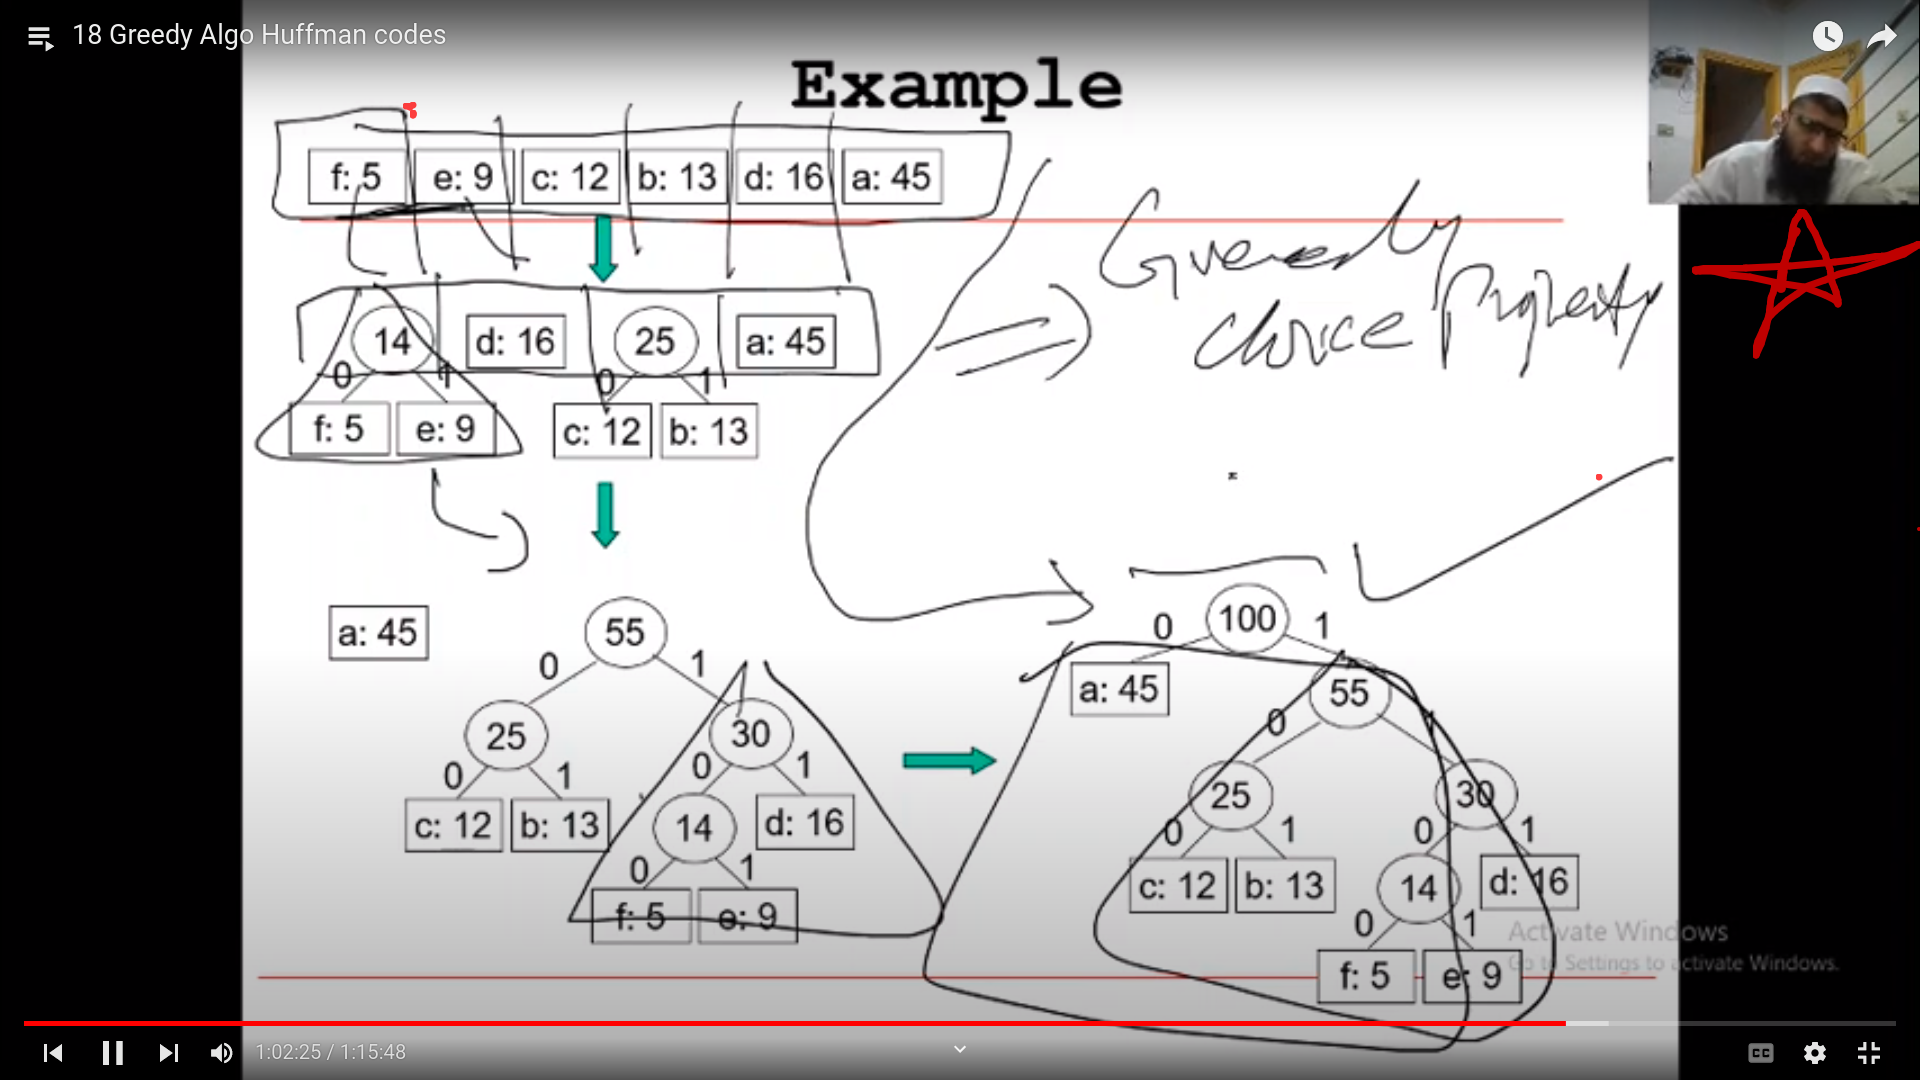 18 Greedy Algo Huffman codes
Example
f: 5 e: 9 c: 12 b: 13 d: 16 a: 45
Greedy
choice Property
14 d: 16 25 a: 45
0 1 0 1
f: 5 e: 9 c: 12 b: 13
a: 45 55
0 1
25 30
0 1 0 1
c: 12 b: 13 14 d: 16
0 1
f: 5 e: 9
100
0 1
a: 45 55
0
25 30
0 1 0 1
c: 12 b: 13 14 d: 16
0 1
f: 5 e: 9
Activate Windows
Go to Settings to activate Windows.
1:02:25 / 1:15:48
CC